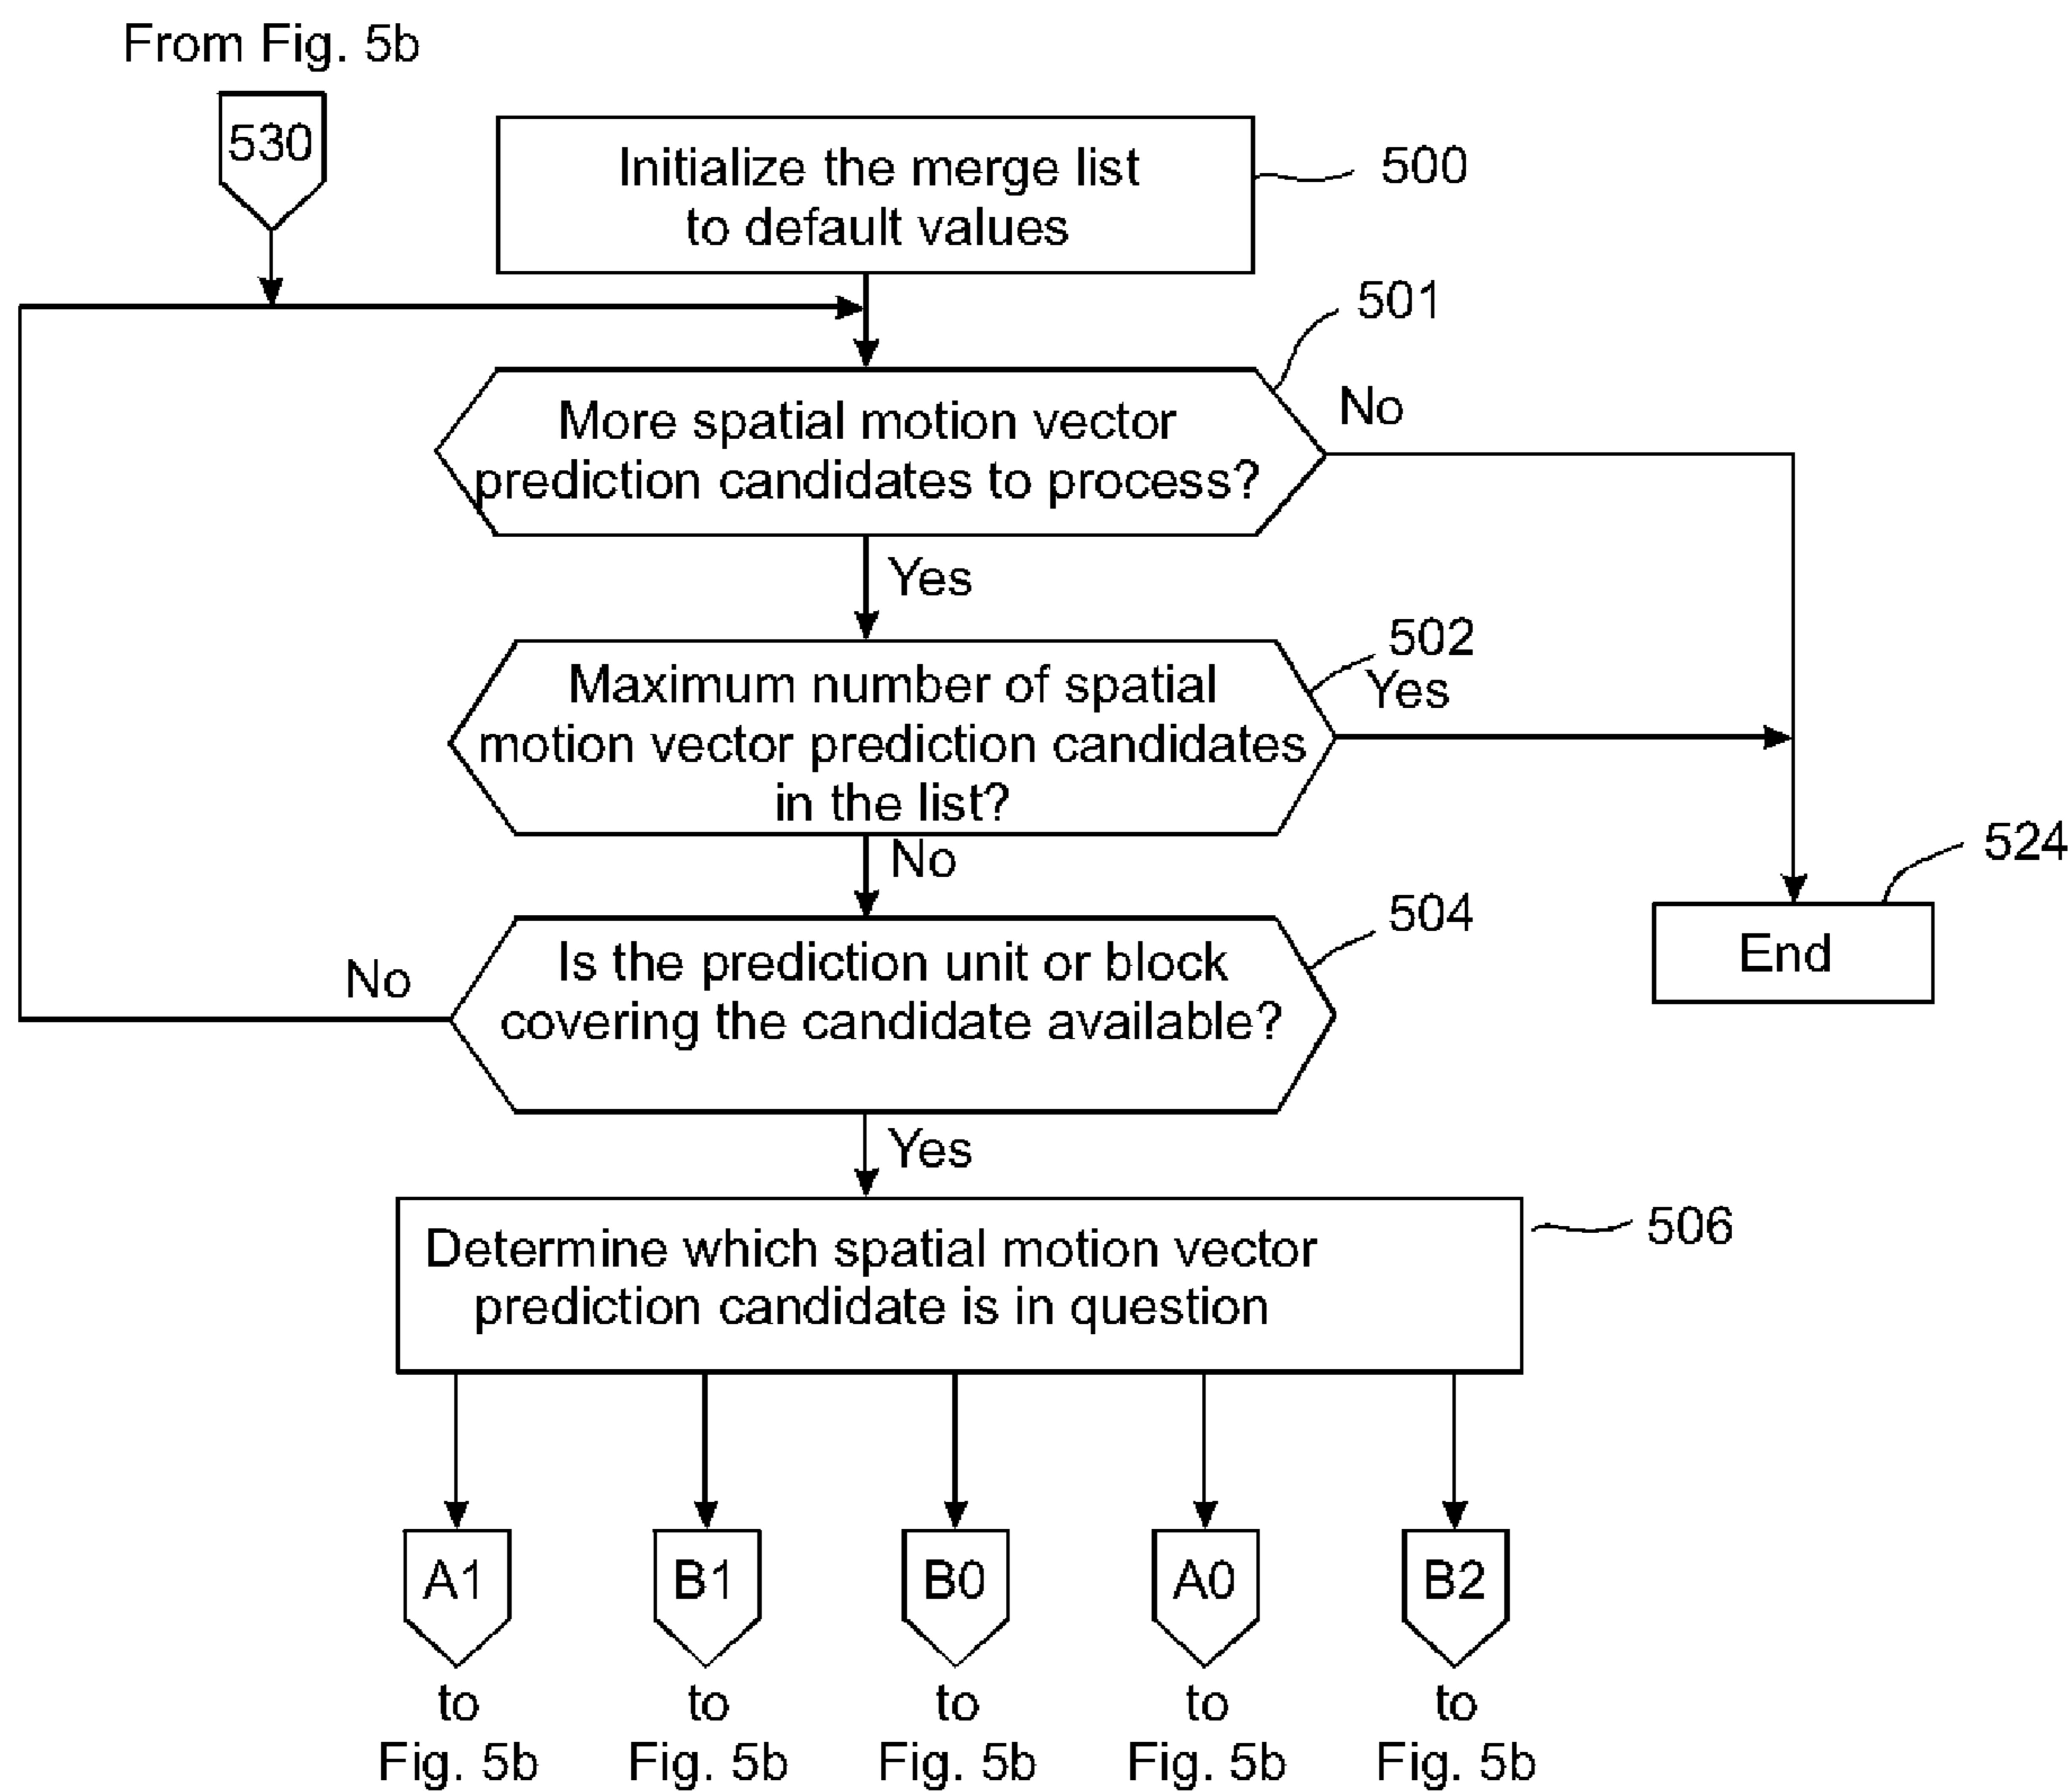 From Fig. 5b
530
Initialize the merge list
to default values
500
501
More spatial motion vector
prediction candidates to process?
No
Yes
502
Maximum number of spatial
motion vector prediction candidates
in the list?
Yes
No
524
End
504
Is the prediction unit or block
covering the candidate available?
No
Yes
506
Determine which spatial motion vector
prediction candidate is in question
A1
B1
B0
A0
B2
to
Fig. 5b
to
Fig. 5b
to
Fig. 5b
to
Fig. 5b
to
Fig. 5b